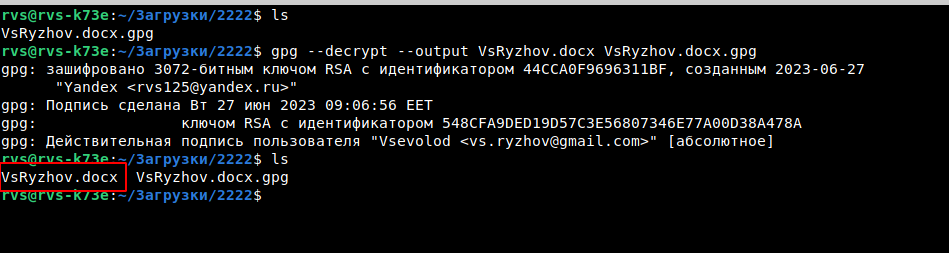 rvs@rvs-k73e:~/Загрузки/2222$ ls
VsRyzhov.docx.gpg
rvs@rvs-k73e:~/Загрузки/2222$ gpg --decrypt --output VsRyzhov.docx VsRyzhov.docx.gpg
gpg: зашифровано 3072-битным ключом RSA с идентификатором 44CCA0F9696311BF, созданным 2023-06-27
      "Yandex <rvs125@yandex.ru>"
gpg: Подпись сделана Вт 27 июн 2023 09:06:56 EET
gpg:                ключом RSA с идентификатором 548CFA9DED19D57C3E56807346E77A00D38A478A
gpg: Действительная подпись пользователя "Vsevolod <vs.ryzhov@gmail.com>" [абсолютное]
rvs@rvs-k73e:~/Загрузки/2222$ ls
VsRyzhov.docx  VsRyzhov.docx.gpg
rvs@rvs-k73e:~/Загрузки/2222$